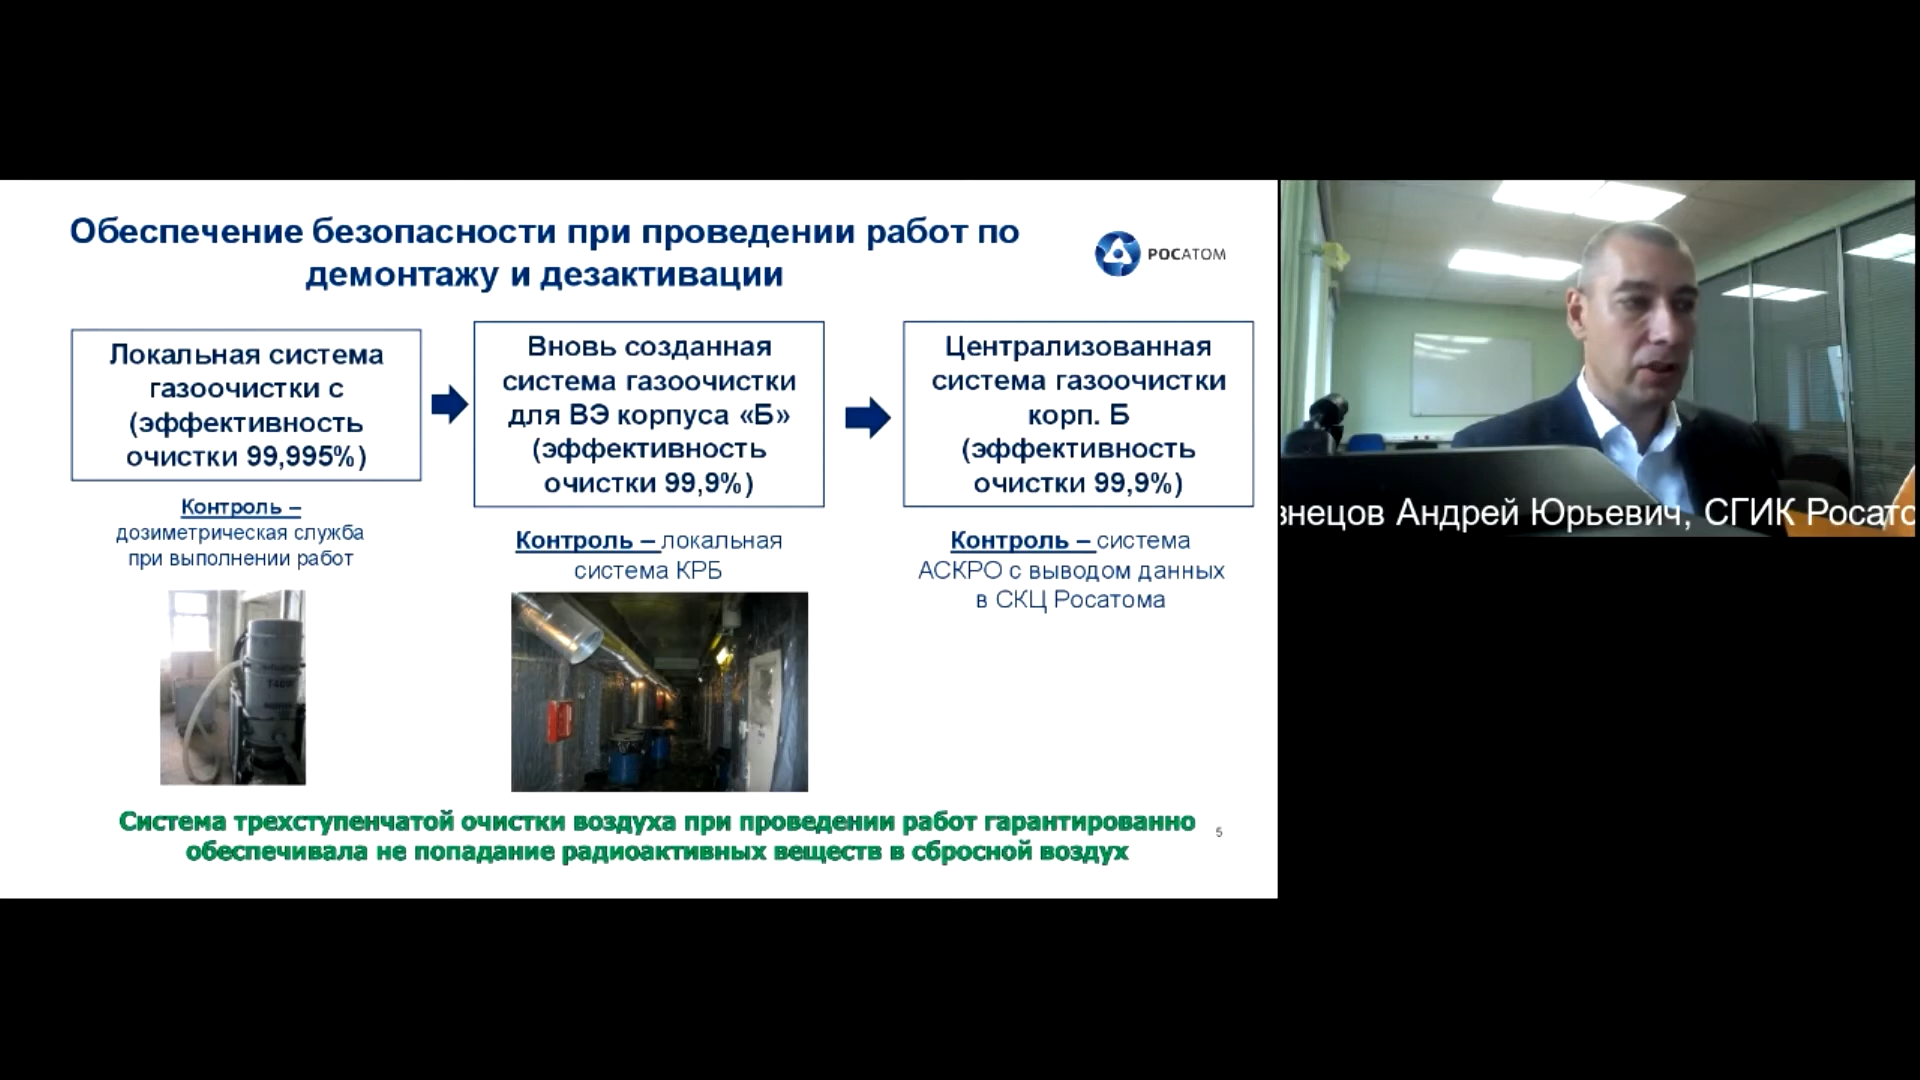 Обеспечение безопасности при проведении работ по
демонтажу и дезактивации
РОСАТОМ
Локальная система
газоочистки с
(эффективность
очистки 99,995%)
Контроль –
дозиметрическая служба
при выполнении работ
Вновь созданная
система газоочистки
для ВЭ корпуса «Б»
(эффективность
очистки 99,9%)
Контроль – локальная
система КРБ
Централизованная
система газоочистки
корп. Б
(эффективность
очистки 99,9%)
Контроль – система
АСКРО с выводом данных
в СКЦ Росатома
Система трехступенчатой очистки воздуха при проведении работ гарантированно
обеспечивала не попадание радиоактивных веществ в сбросной воздух
5
знецов Андрей Юрьевич, СГИК Росато